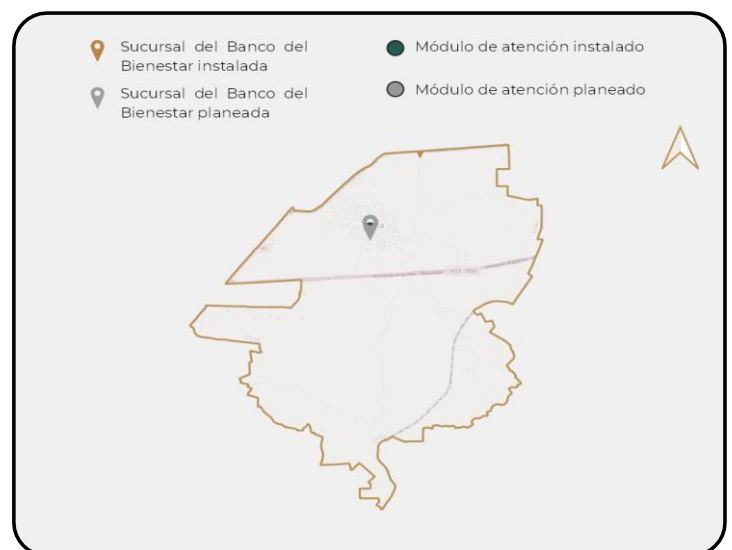 Sucursal del Banco del
Bienestar instalada
Módulo de atención instalado
Sucursal del Banco del
Bienestar planeada
Módulo de atención planeado